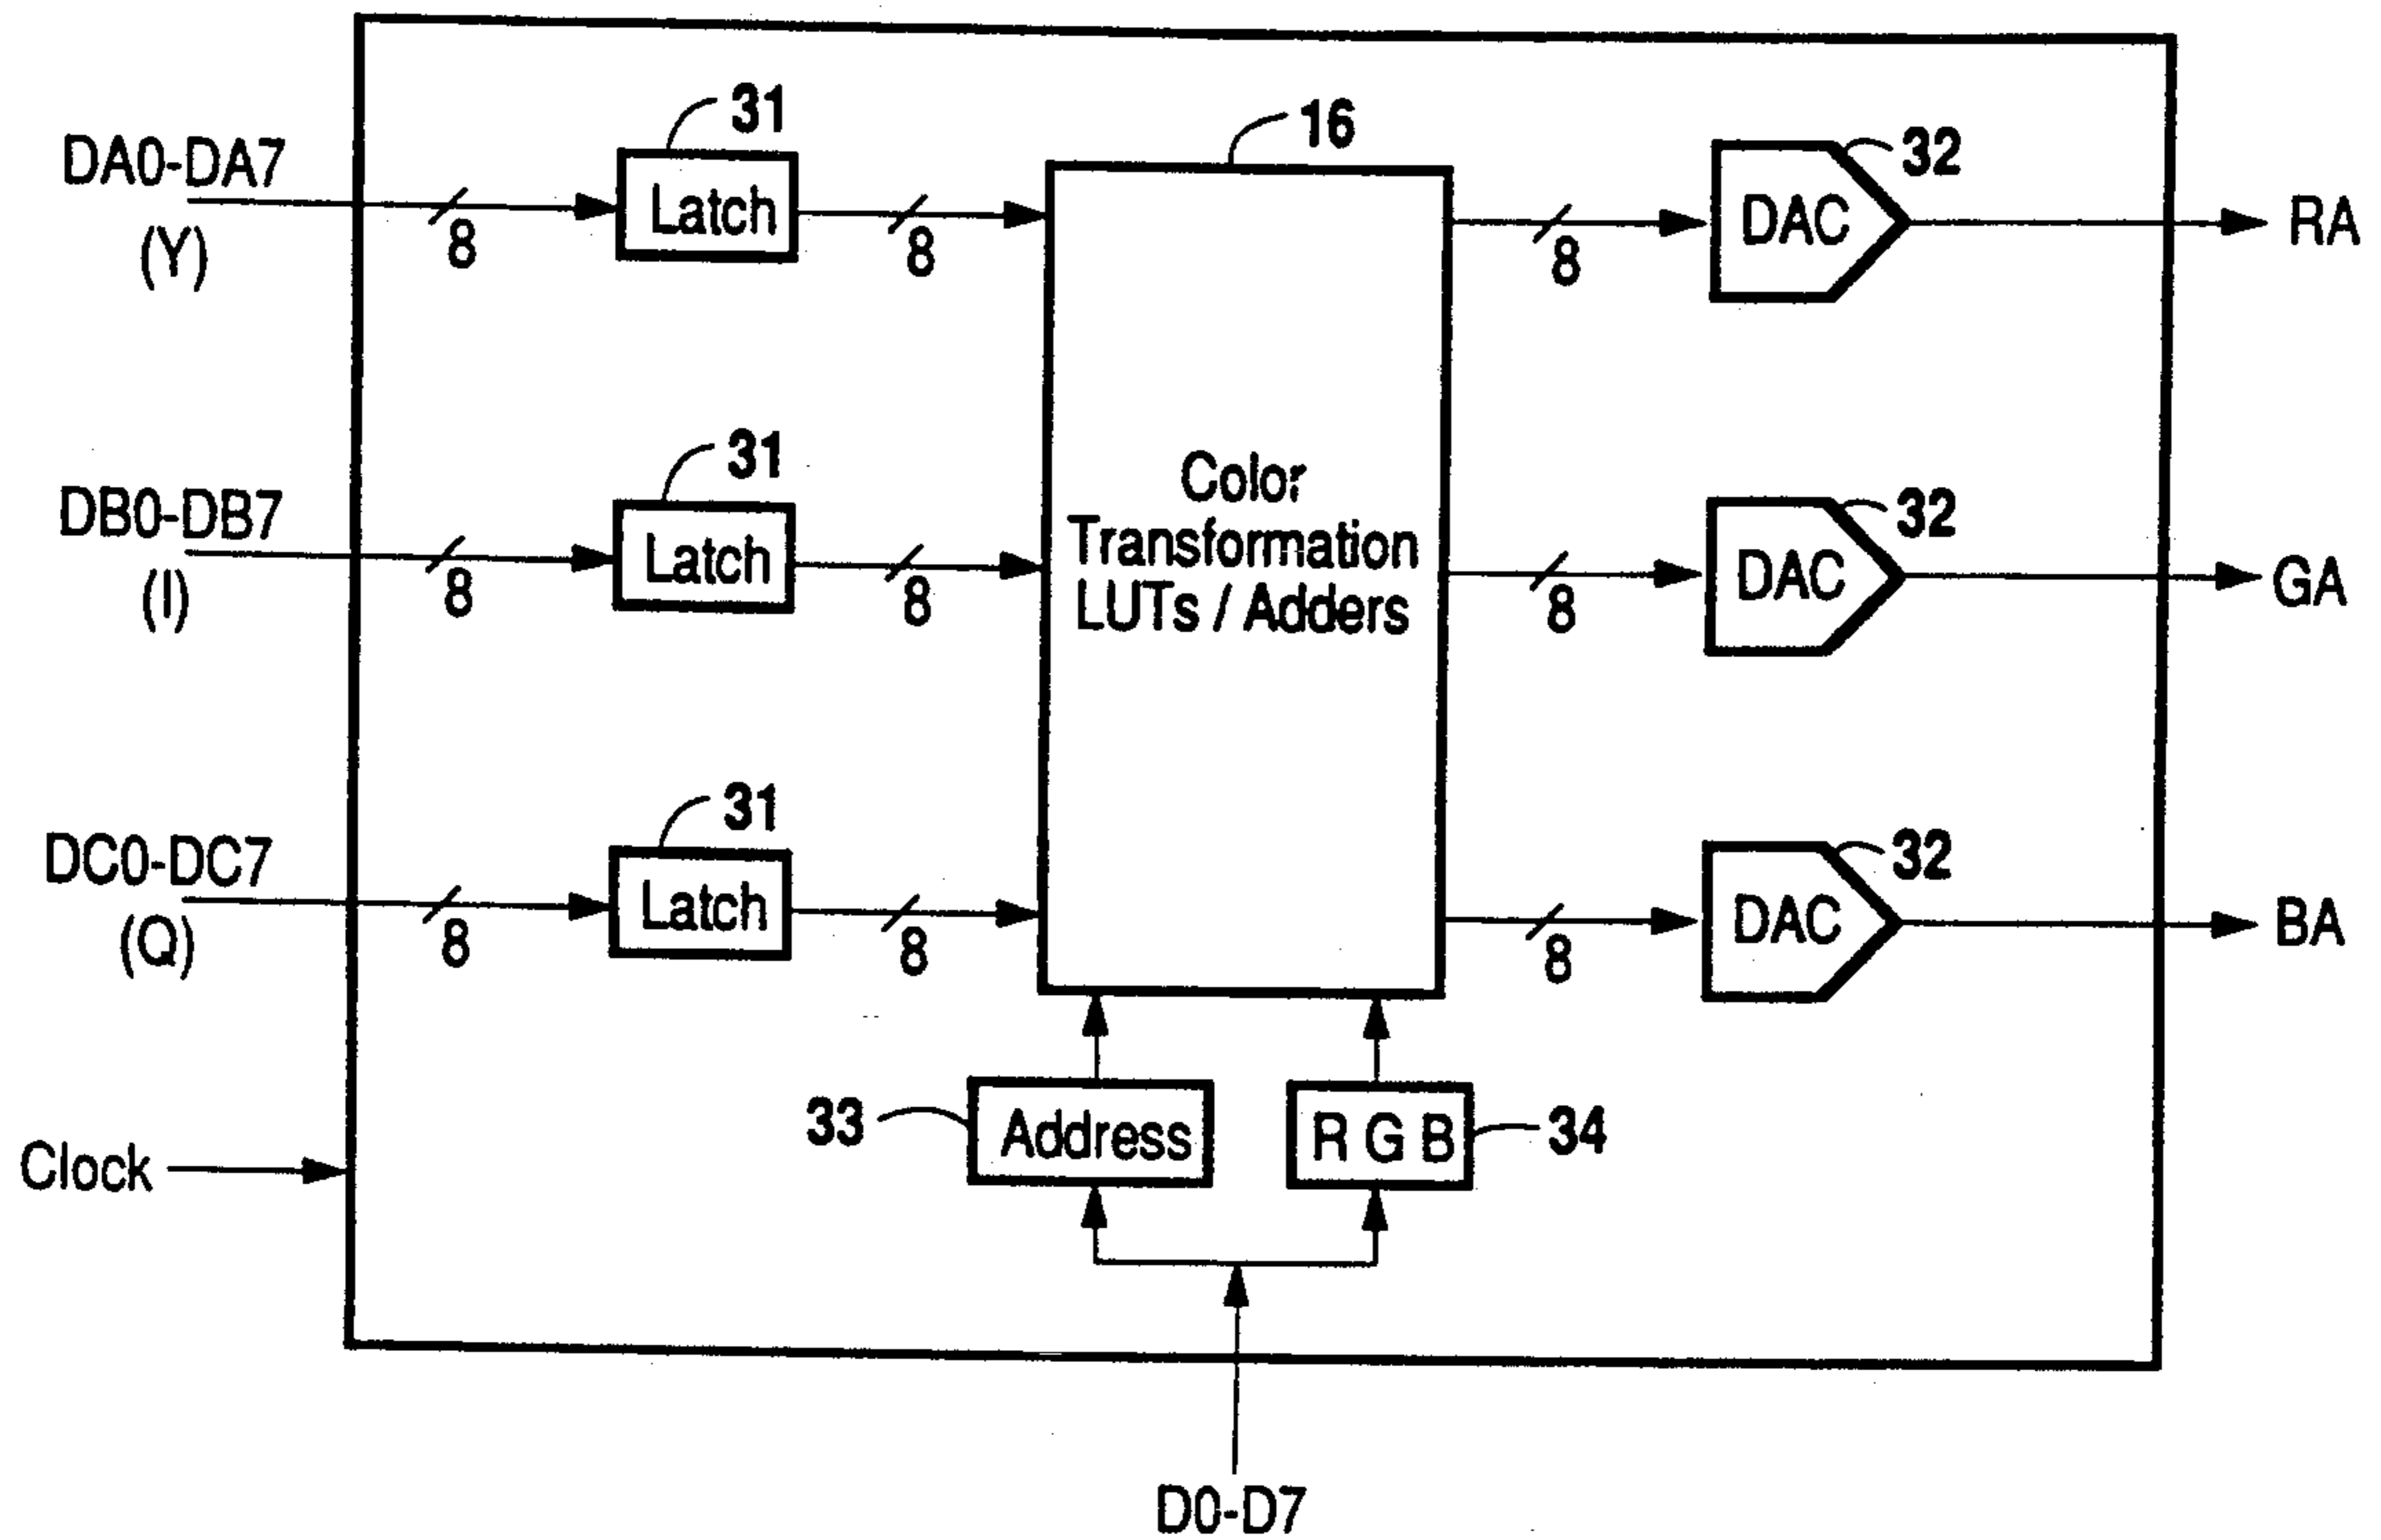 31
16
32
DA0-DA7
(Y)
8
Latch
8
8
DAC
RA
31
32
DB0-DB7
(I)
8
Latch
8
Color
Transformation
LUTs / Adders
8
DAC
GA
31
32
DC0-DC7
(Q)
8
Latch
8
8
DAC
BA
33
Address
R G B
34
Clock
D0-D7